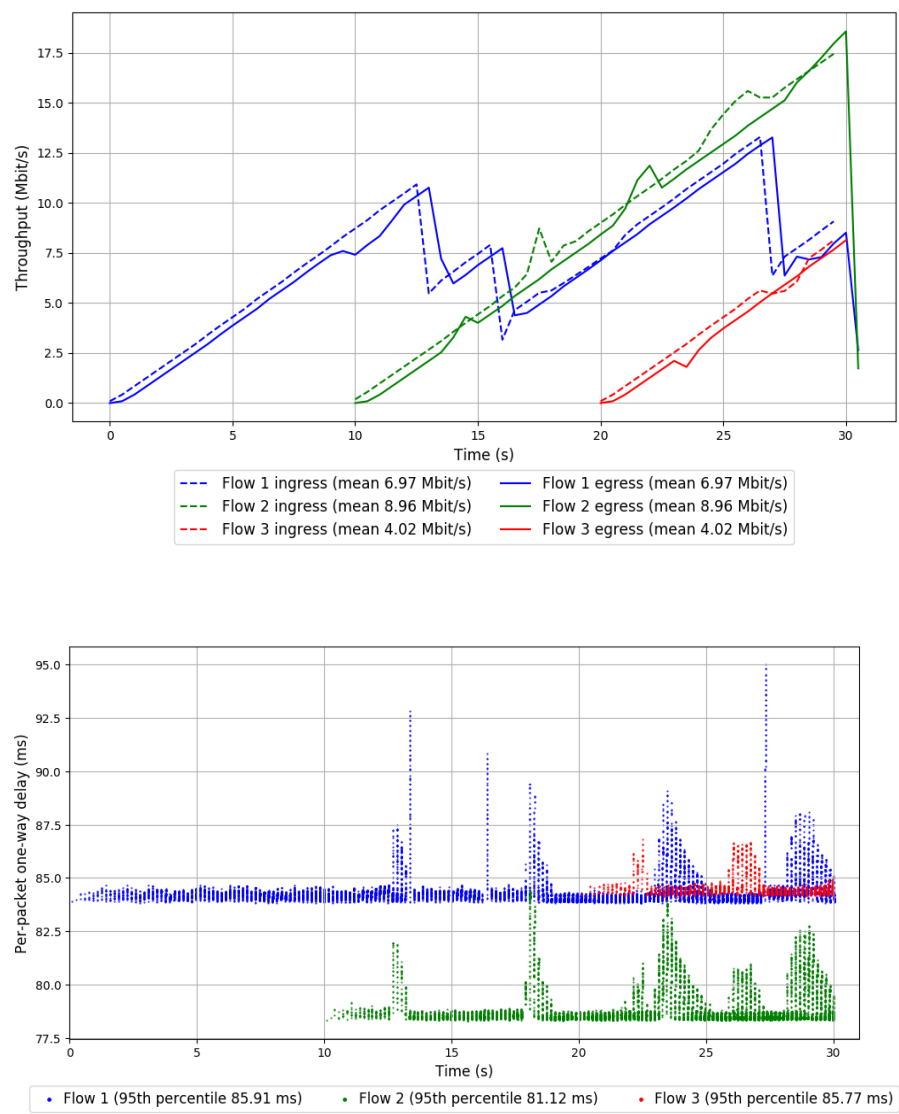 17.5
15.0
12.5
10.0
7.5
5.0
2.5
0.0
Throughput (Mbit/s)
0 5 10 15 20 25 30
Time (s)
Flow 1 ingress (mean 6.97 Mbit/s) Flow 1 egress (mean 6.97 Mbit/s)
Flow 2 ingress (mean 8.96 Mbit/s) Flow 2 egress (mean 8.96 Mbit/s)
Flow 3 ingress (mean 4.02 Mbit/s) Flow 3 egress (mean 4.02 Mbit/s)
95.0
92.5
90.0
87.5
85.0
82.5
80.0
77.5
Per-packet one-way delay (ms)
0 5 10 15 20 25 30
Time (s)
Flow 1 (95th percentile 85.91 ms) Flow 2 (95th percentile 81.12 ms) Flow 3 (95th percentile 85.77 ms)